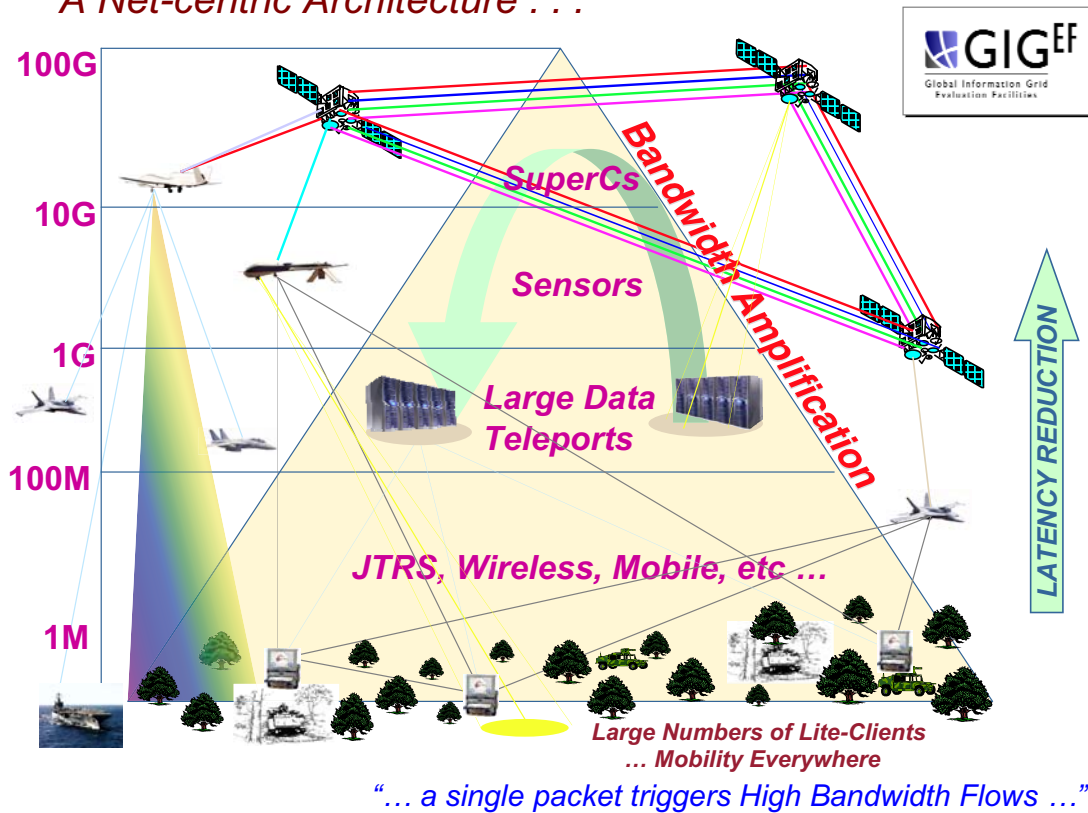 A Net-centric Architecture . . .
GIG EF
Global Information Grid
Evaluation Facilities
100G
SuperCs
10G
Bandwidth Amplification
Sensors
1G
LATENCY REDUCTION
Large Data
Teleports
100M
JTRS, Wireless, Mobile, etc …
1M
Large Numbers of Lite-Clients
… Mobility Everywhere
“… a single packet triggers High Bandwidth Flows …”